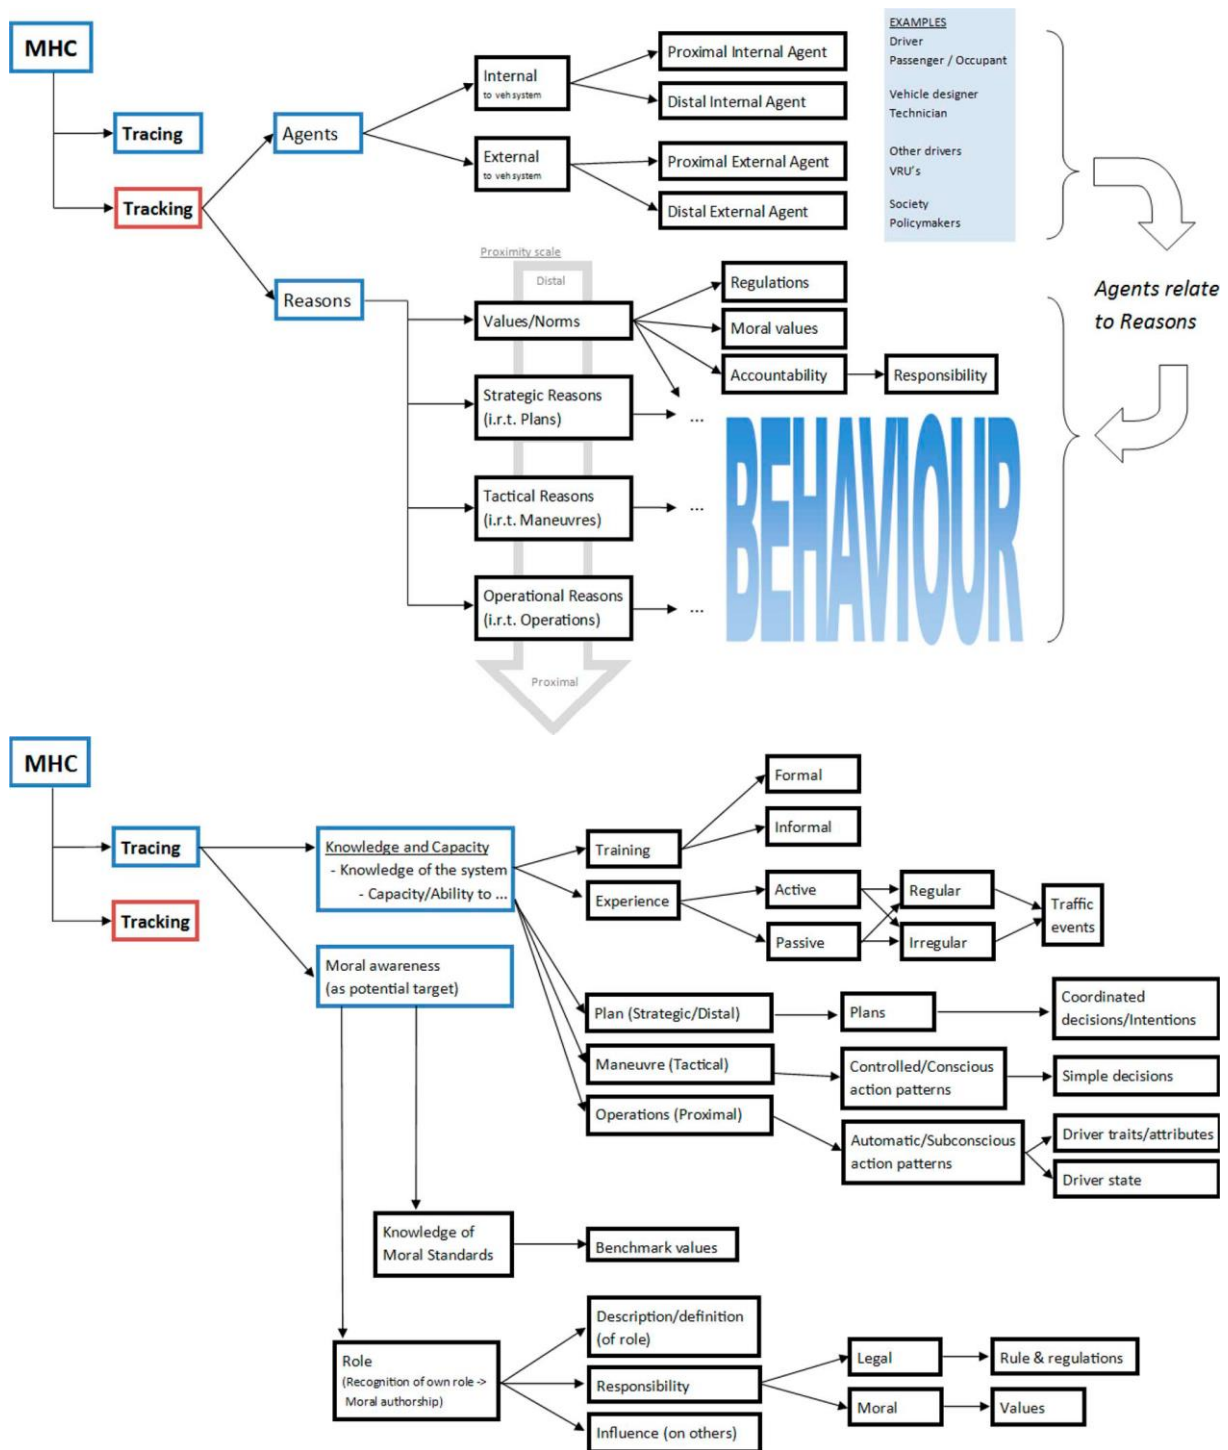 MHC
Tracing
Tracking
Agents
Internal
to veh system
External
to veh system
Proximal Internal Agent
Distal Internal Agent
Proximal External Agent
Distal External Agent
EXAMPLES
Driver
Passenger / Occupant
Vehicle designer
Technician
Other drivers
VRU's
Society
Policymakers
Agents relate
to Reasons
Proximity scale
Distal
Reasons
Values/Norms
Regulations
Moral values
Accountability
Responsibility
Strategic Reasons
(i.r.t. Plans)
...
Tactical Reasons
(i.r.t. Maneuvres)
...
Operational Reasons
(i.r.t. Operations)
...
BEHAVIOUR
Proximal
MHC
Tracing
Tracking
Knowledge and Capacity
- Knowledge of the system
- Capacity/Ability to ...
Moral awareness
(as potential target)
Training
Formal
Informal
Experience
Active
Passive
Regular
Irregular
Traffic
events
Plan (Strategic/Distal)
Plans
Coordinated
decisions/Intentions
Maneuvre (Tactical)
Controlled/Conscious
action patterns
Simple decisions
Operations (Proximal)
Automatic/Subconscious
action patterns
Driver traits/attributes
Driver state
Knowledge of
Moral Standards
Benchmark values
Role
(Recognition of own role ->
Moral authorship)
Description/definition
(of role)
Responsibility
Influence (on others)
Legal
Rule & regulations
Moral
Values